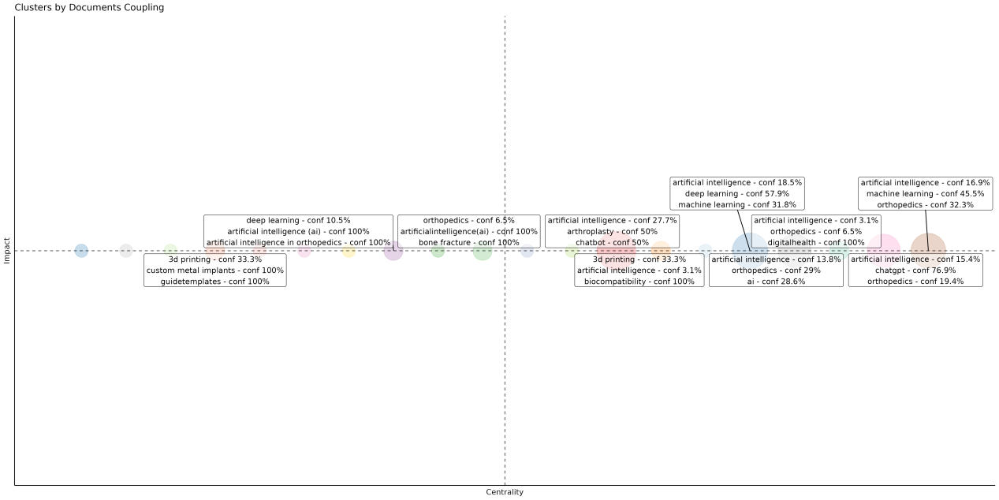 Clusters by Documents Coupling
artificial intelligence - conf 18.5%
deep learning - conf 57.9%
machine learning - conf 31.8%
artificial intelligence - conf 16.9%
machine learning - conf 45.5%
orthopedics - conf 32.3%
deep learning - conf 10.5%
artificial intelligence (ai) - conf 100%
artificial intelligence in orthopedics - conf 100%
orthopedics - conf 6.5%
artificialintelligence(ai) - conf 100%
bone fracture - conf 100%
artificial intelligence - conf 27.7%
arthroplasty - conf 50%
chatbot - conf 50%
artificial intelligence - conf 3.1%
orthopedics - conf 6.5%
digitalhealth - conf 100%
Impact
3d printing - conf 33.3%
custom metal implants - conf 100%
guidetemplates - conf 100%
3d printing - conf 33.3%
artificial intelligence - conf 3.1%
biocompatibility - conf 100%
artificial intelligence - conf 13.8%
orthopedics - conf 29%
ai - conf 28.6%
artificial intelligence - conf 15.4%
chatgpt - conf 76.9%
orthopedics - conf 19.4%
Centrality